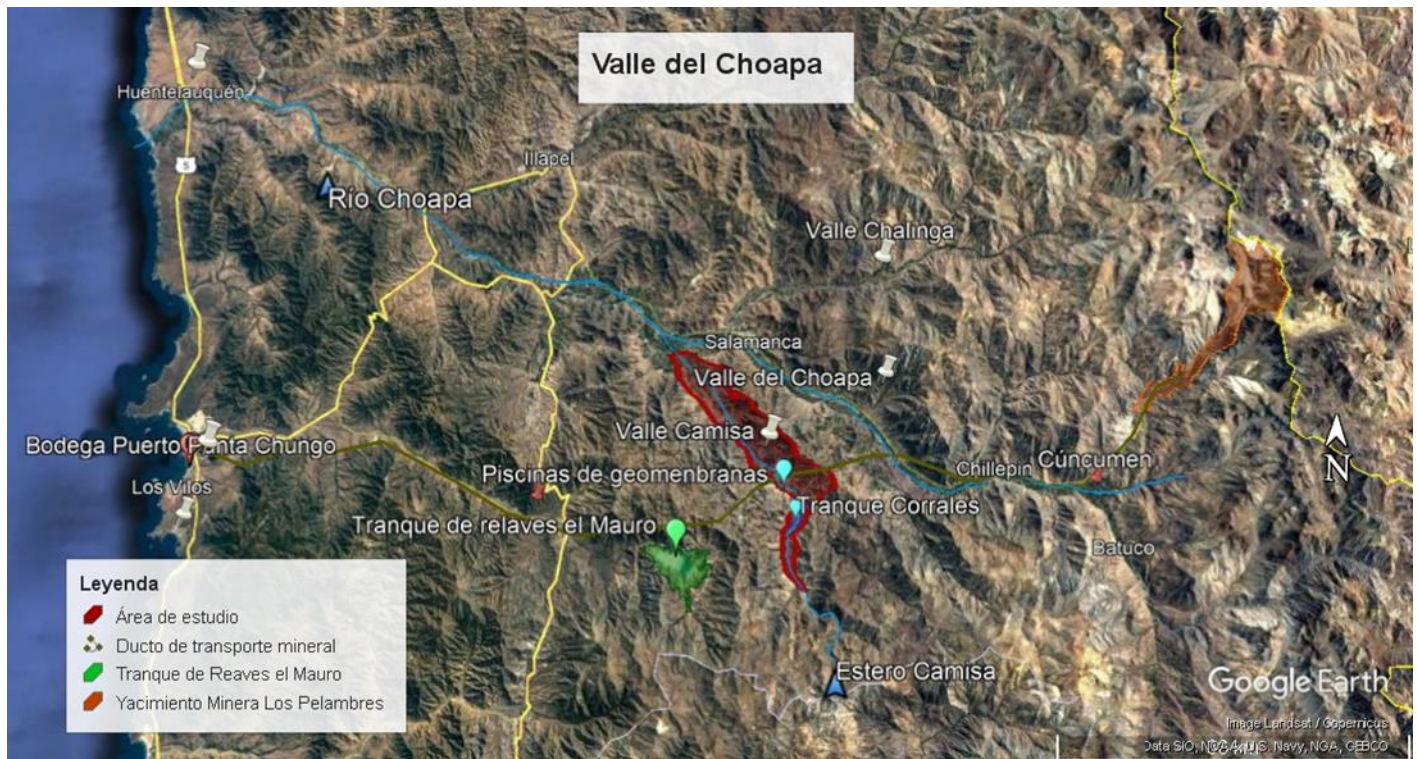 Valle del Choapa
Huentelauquén
5
Illapel
Río Choapa
Valle Chalinga
Salamanca
Valle del Choapa
Valle Camisa
Bodega Puerto Punta Chungo
Piscinas de geomenbranas
Chillepin
Cúncumen
Los Vilos
Tranque de relaves el Mauro
Tranque Corrales
N
Batuco
Leyenda
Área de estudio
Ducto de transporte mineral
Tranque de Reaves el Mauro
Yacimiento Minera Los Pelambres
Estero Camisa
Google Earth
Image Landsat / Copernicus
Data SIO, NOAA, U.S. Navy, NGA, GEBCO